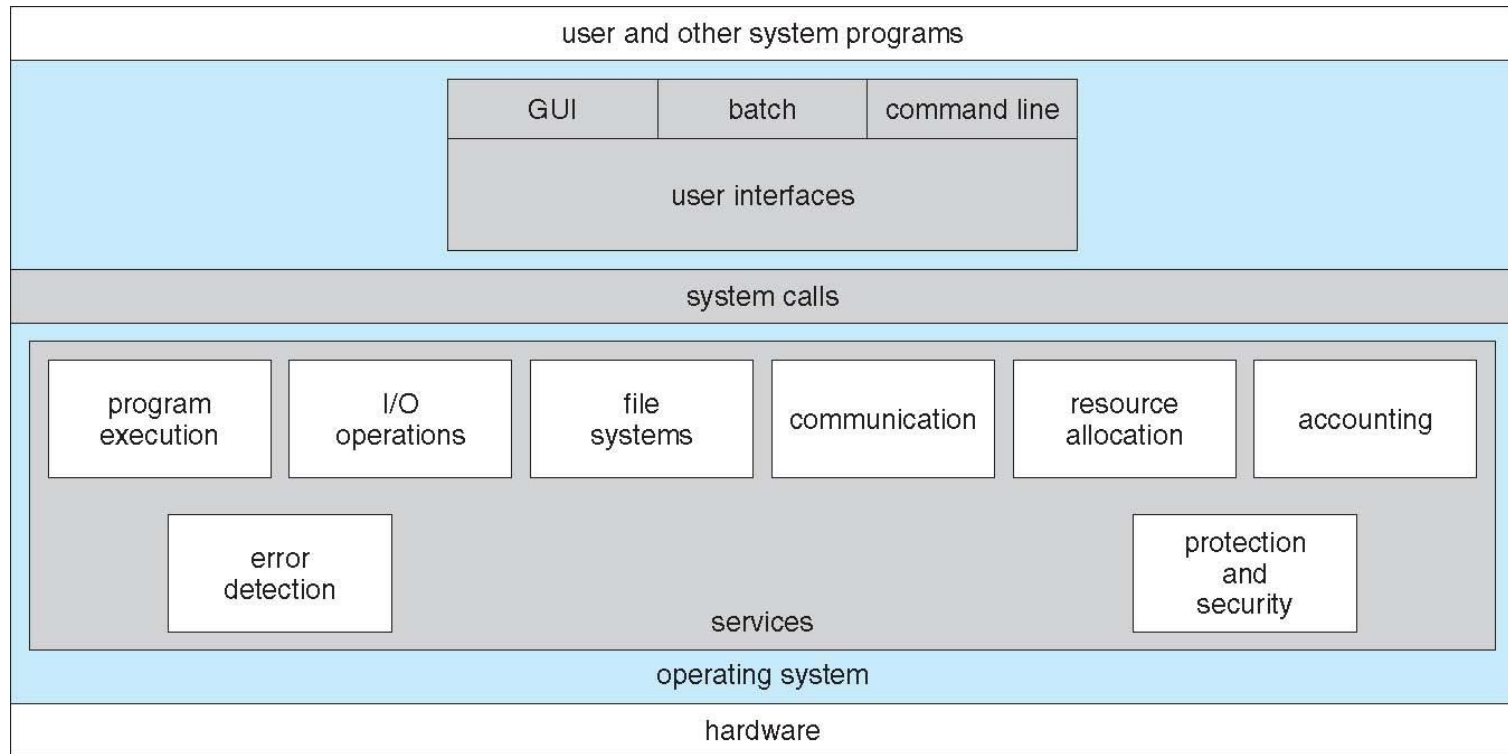 user and other system programs
GUI
batch
command line
user interfaces
system calls
program
execution
I/O
operations
file
systems
communication
resource
allocation
accounting
error
detection
protection
and
security
services
operating system
hardware